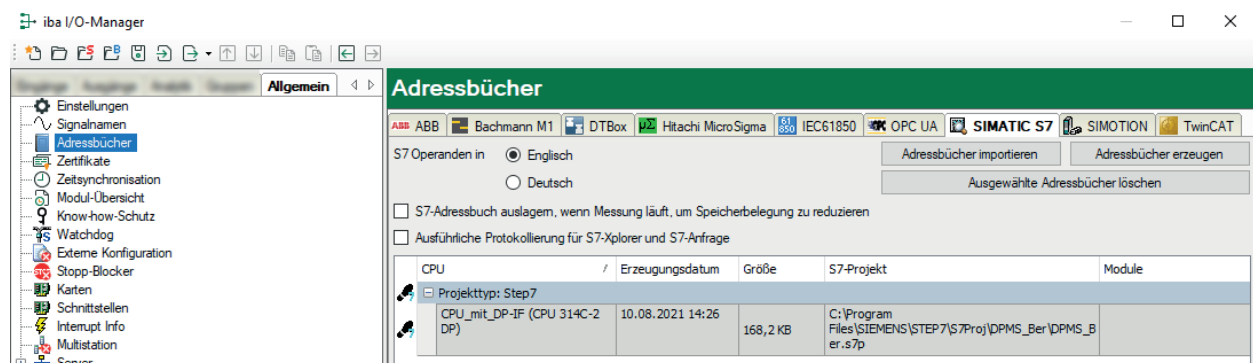 iba I/O-Manager
Allgemein
Einstellungen
Signalnamen
Adressbücher
Zertifikate
Zeitsynchronisation
Modul-Übersicht
Know-how-Schutz
Watchdog
Externe Konfiguration
Stopp-Blocker
Karten
Schnittstellen
Interrupt Info
Multistation
Server
Adressbücher
ABB ABB Bachmann M1 DTBox µΣ Hitachi MicroSigma 61 850 IEC61850 OPC UA SIMATIC S7 SIMOTION TwinCAT
S7 Operanden in Englisch Adressbücher importieren Adressbücher erzeugen
Deutsch Ausgewählte Adressbücher löschen
S7-Adressbuch auslagern, wenn Messung läuft, um Speicherbelegung zu reduzieren
Ausführliche Protokollierung für S7-Xplorer und S7-Anfrage
CPU / Erzeugungsdatum Größe S7-Projekt Module
Projekttyp: Step7
CPU_mit_DP-IF (CPU 314C-2
DP)
10.08.2021 14:26
168,2 KB
C:\Program
Files\SIEMENS\STEP7\S7Proj\DPMS_Ber\DPMS_B
er.s7p